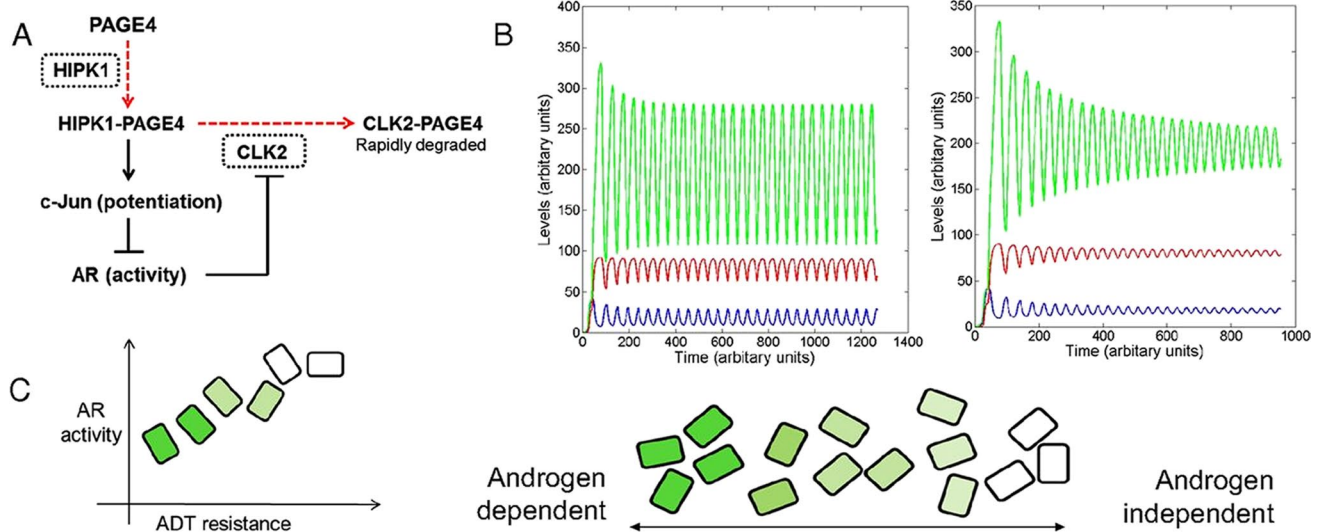 A
PAGE4
HIPK1
HIPK1-PAGE4
CLK2-PAGE4
Rapidly degraded
CLK2
c-Jun (potentiation)
AR (activity)
B
400
350
300
250
200
150
100
50
0
Levels (arbitary units)
0
200
400
600
800
1000
1200
1400
Time (arbitary units)
350
300
250
200
150
100
50
0
Levels (arbitary units)
0
200
400
600
800
1000
Time (arbitary units)
C
AR
activity
ADT resistance
Androgen
dependent
Androgen
independent